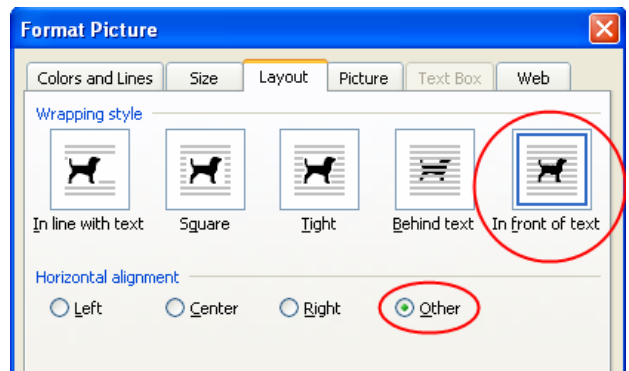 Format Picture
Colors and Lines Size Layout Picture Text Box Web
Wrapping style
In line with text Square Tight Behind text In front of text
Horizontal alignment
Left Center Right Other